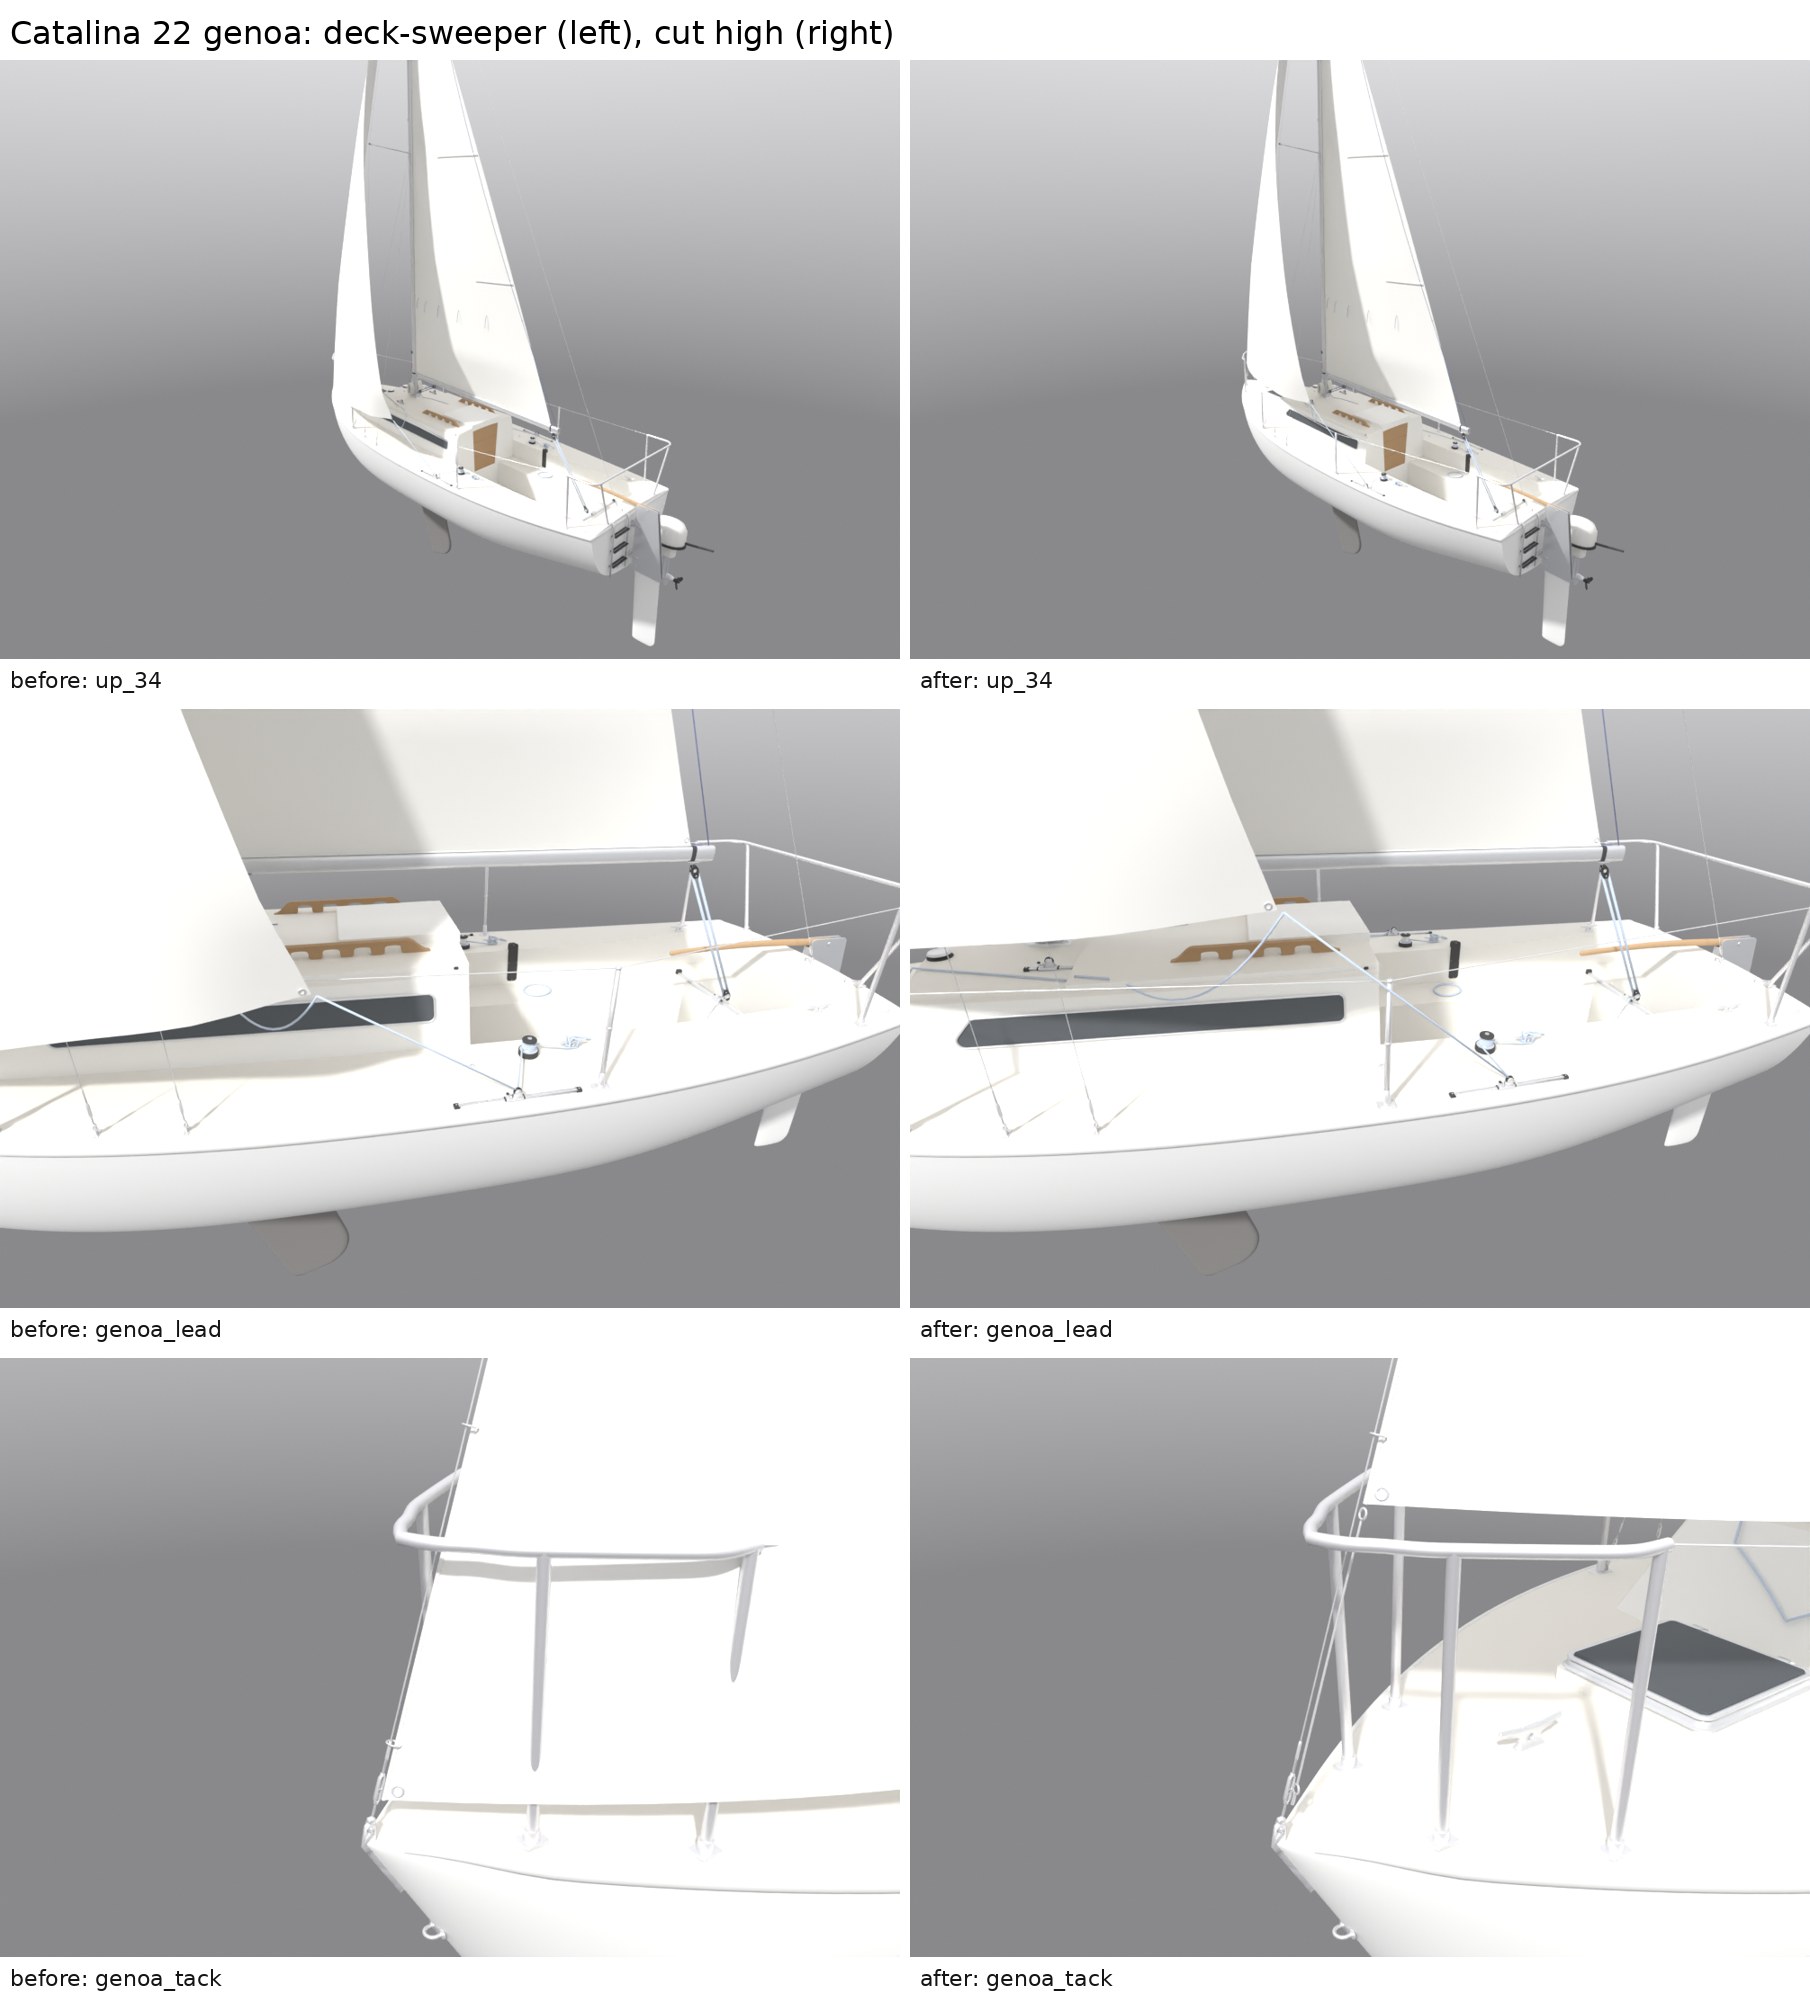 Catalina 22 genoa: deck-sweeper (left), cut high (right)
before: up_34
after: up_34
before: genoa_lead
after: genoa_lead
before: genoa_tack
after: genoa_tack